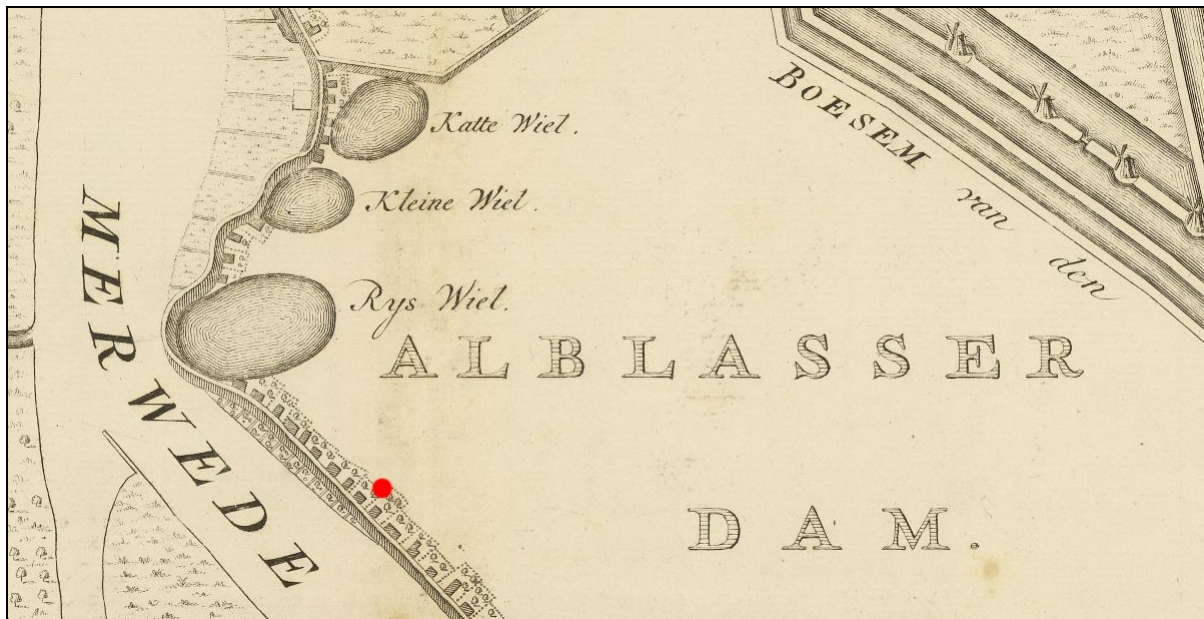 Katte Wiel.
BOESEM van den
Kleine Wiel.
MERWEDE
Rys Wiel.
ALBLASSER
DAM.